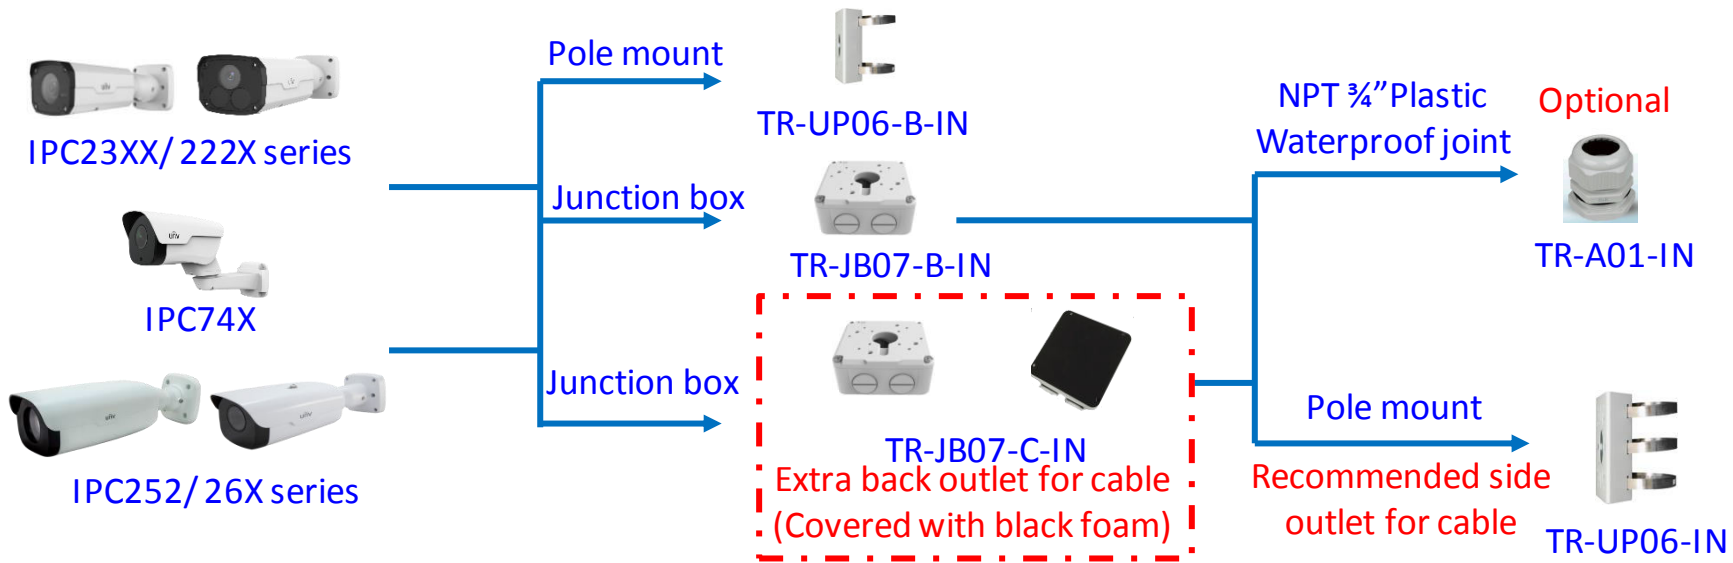 IPC23XX/ 222X series
IPC74X
IPC252/ 26X series
Pole mount
TR-UP06-B-IN
Junction box
TR-JB07-B-IN
Junction box
TR-JB07-C-IN
Extra back outlet for cable
(Covered with black foam)
NPT ¾”Plastic
Waterproof joint
Optional
TR-A01-IN
Pole mount
Recommended side
outlet for cable
TR-UP06-IN